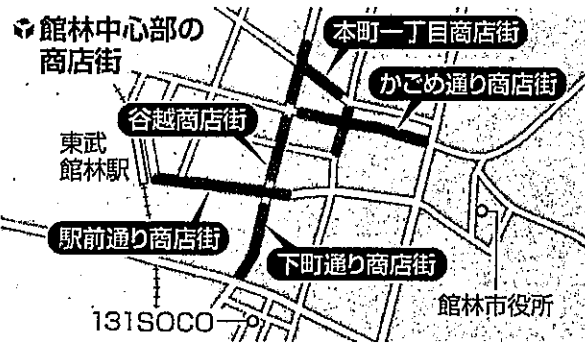 館林中心部の
商店街
本町一丁目商店街
かごめ通り商店街
谷越商店街
東武
館林駅
駅前通り商店街
下町通り商店街
館林市役所
131SOCO